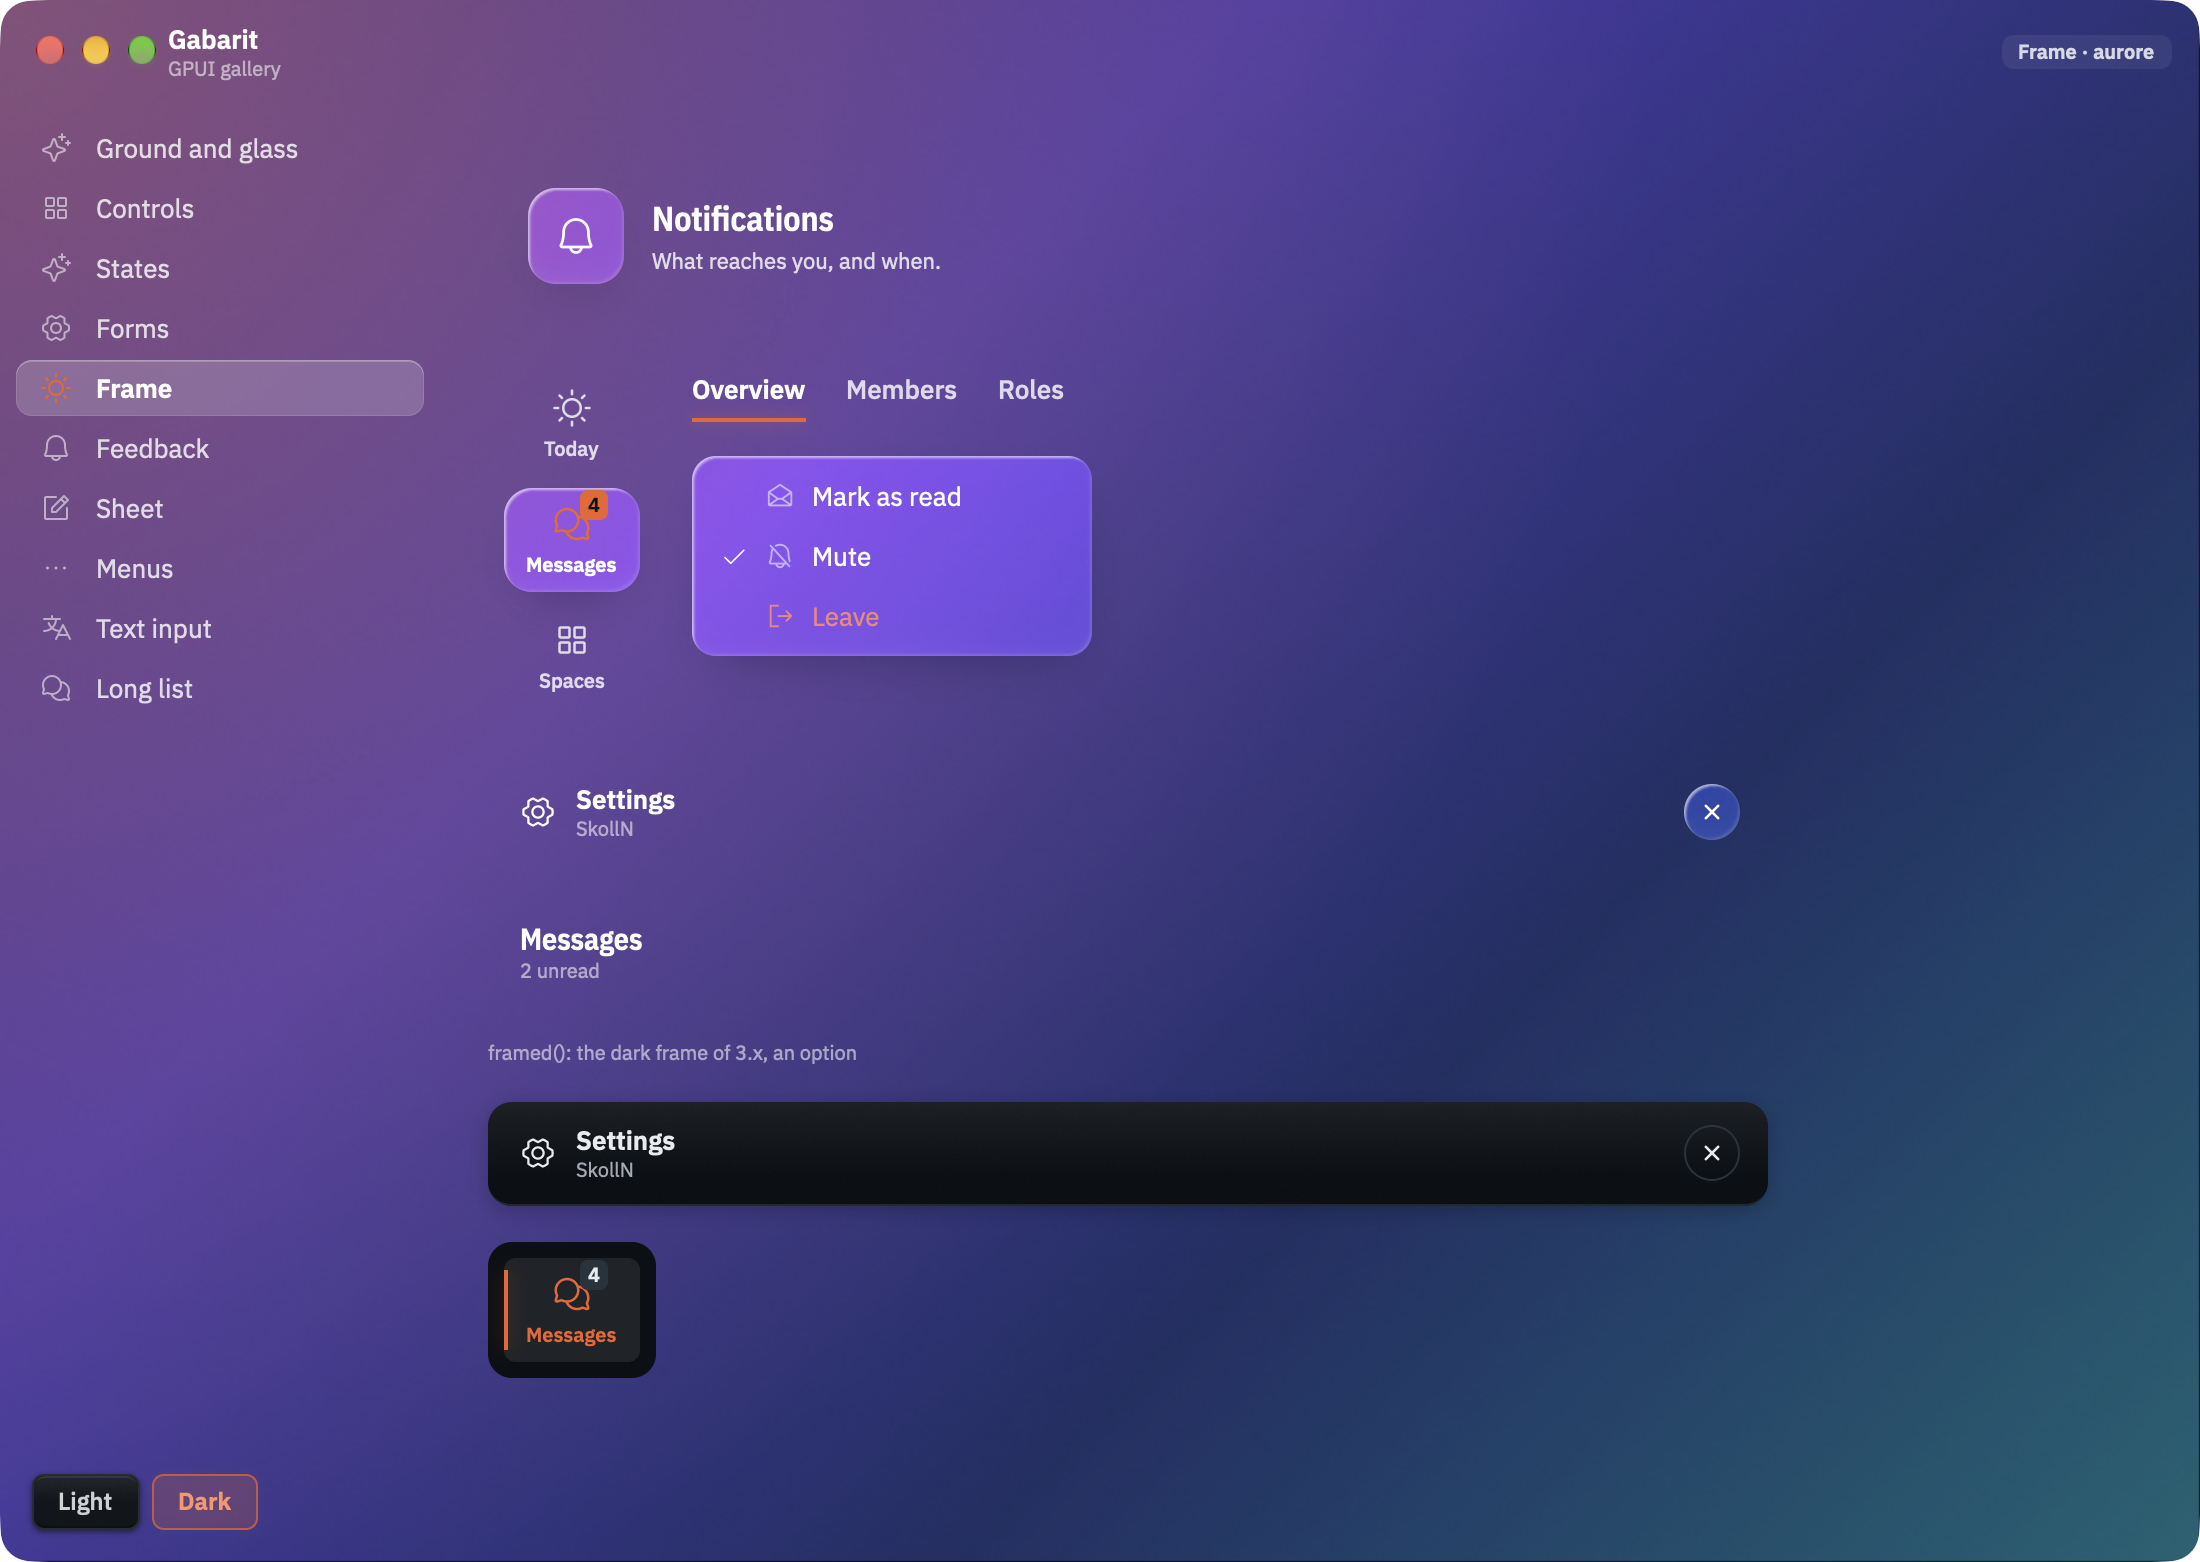 Gabarit
GPUI gallery
Frame · aurore
Ground and glass
Controls
States
Forms
Frame
Feedback
Sheet
Menus
Text input
Long list
Notifications
What reaches you, and when.
Today
4
Messages
Spaces
Overview Members Roles
Mark as read
Mute
Leave
Settings
SkollN
Messages
2 unread
framed(): the dark frame of 3.x, an option
Settings
SkollN
4
Messages
Light Dark